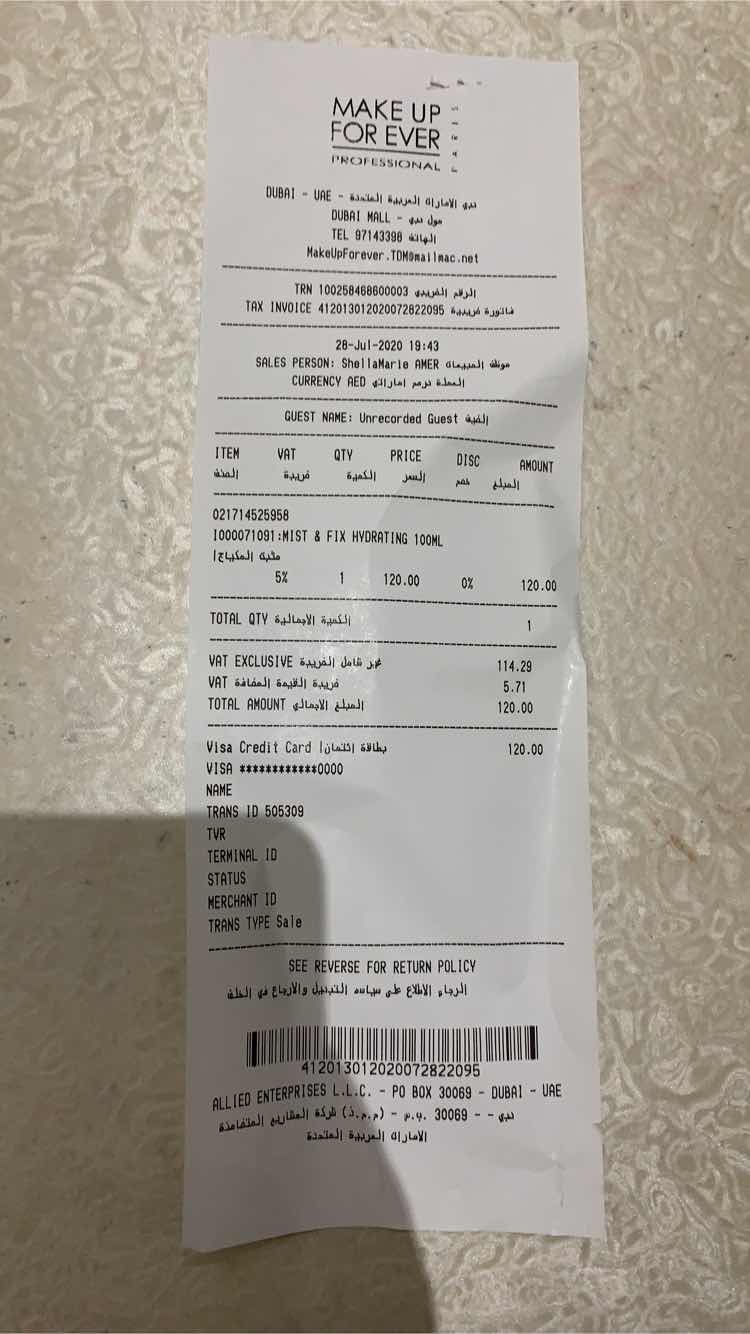 MAKE UP
FOR EVER
PROFESSIONAL
PARIS
DUBAI - UAE - دبي الامارات العربية المتحدة
DUBAI MALL - مول دبي
TEL 97143398 الهاتف
MakeUpForever.TDM@mailmac.net
TRN 100258468600003 الرقم الضريبي
TAX INVOICE 412013012020072822095 فاتورة ضريبية
28-Jul-2020 19:43
SALES PERSON: ShellaMarie AMER موظف المبيعات
CURRENCY AED العملة درهم إماراتي
GUEST NAME: Unrecorded Guest الضيف
ITEM VAT QTY PRICE DISC AMOUNT
الصنف ضريبة الكمية السعر خصم المبلغ
021714525958
I000071091:MIST & FIX HYDRATING 100ML
مثبت المكياج
5% 1 120.00 0% 120.00
TOTAL QTY الكمية الاجمالية 1
VAT EXCLUSIVE غير شامل الضريبة 114.29
VAT ضريبة القيمة المضافة 5.71
TOTAL AMOUNT المبلغ الاجمالي 120.00
Visa Credit Card بطاقة إئتمان 120.00
VISA ************0000
NAME
TRANS ID 505309
TVR
TERMINAL ID
STATUS
MERCHANT ID
TRANS TYPE Sale
SEE REVERSE FOR RETURN POLICY
الرجاء الاطلاع على سياسه التبديل والارجاع في الخلف
412013012020072822095
ALLIED ENTERPRISES L.L.C. - PO BOX 30069 - DUBAI - UAE
شركة المشاريع المتضامنة (م.م.ذ) - ص.ب. 30069 - - دبي
الامارات العربية المتحدة